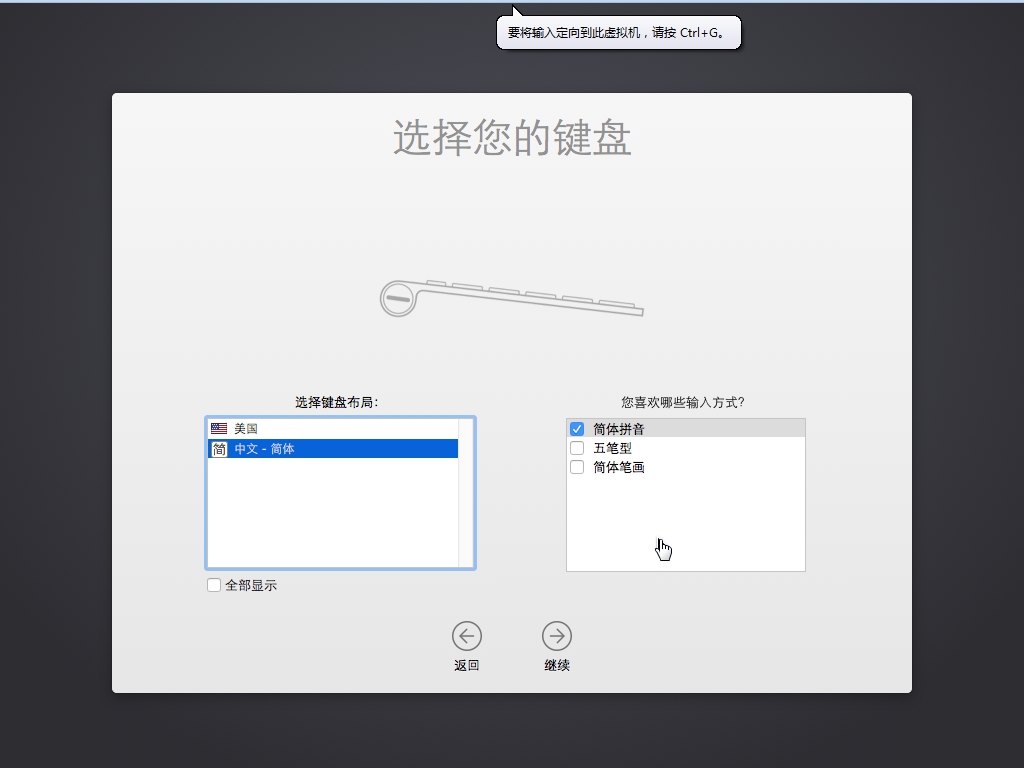 要将输入定向到此虚拟机，请按 Ctrl+G。
选择您的键盘
选择键盘布局：
美国
简 中文 - 简体
全部显示
您喜欢哪些输入方式？
简体拼音
五笔型
简体笔画
返回
继续